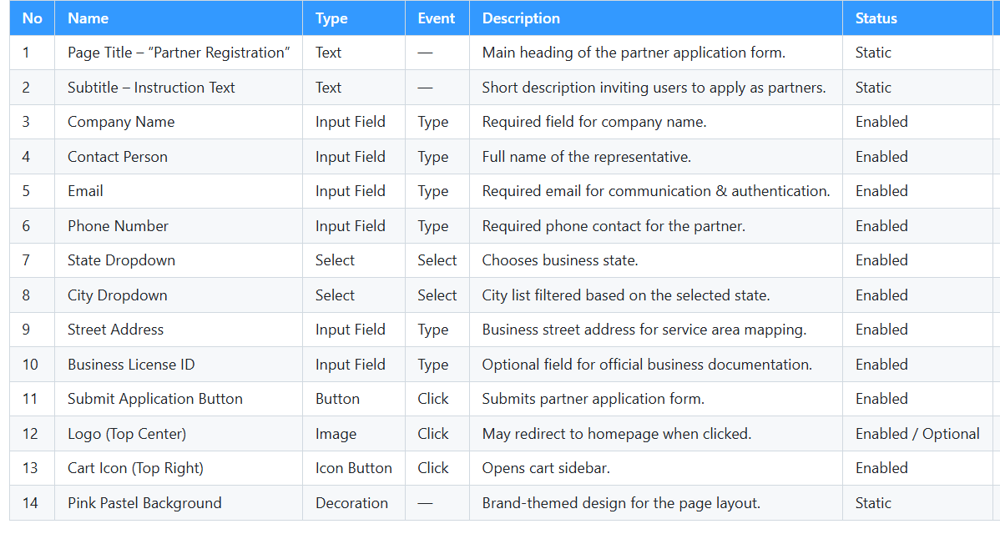 No Name Type Event Description Status
1 Page Title – “Partner Registration” Text — Main heading of the partner application form. Static
2 Subtitle – Instruction Text Text — Short description inviting users to apply as partners. Static
3 Company Name Input Field Type Required field for company name. Enabled
4 Contact Person Input Field Type Full name of the representative. Enabled
5 Email Input Field Type Required email for communication & authentication. Enabled
6 Phone Number Input Field Type Required phone contact for the partner. Enabled
7 State Dropdown Select Select Chooses business state. Enabled
8 City Dropdown Select Select City list filtered based on the selected state. Enabled
9 Street Address Input Field Type Business street address for service area mapping. Enabled
10 Business License ID Input Field Type Optional field for official business documentation. Enabled
11 Submit Application Button Button Click Submits partner application form. Enabled
12 Logo (Top Center) Image Click May redirect to homepage when clicked. Enabled / Optional
13 Cart Icon (Top Right) Icon Button Click Opens cart sidebar. Enabled
14 Pink Pastel Background Decoration — Brand-themed design for the page layout. Static